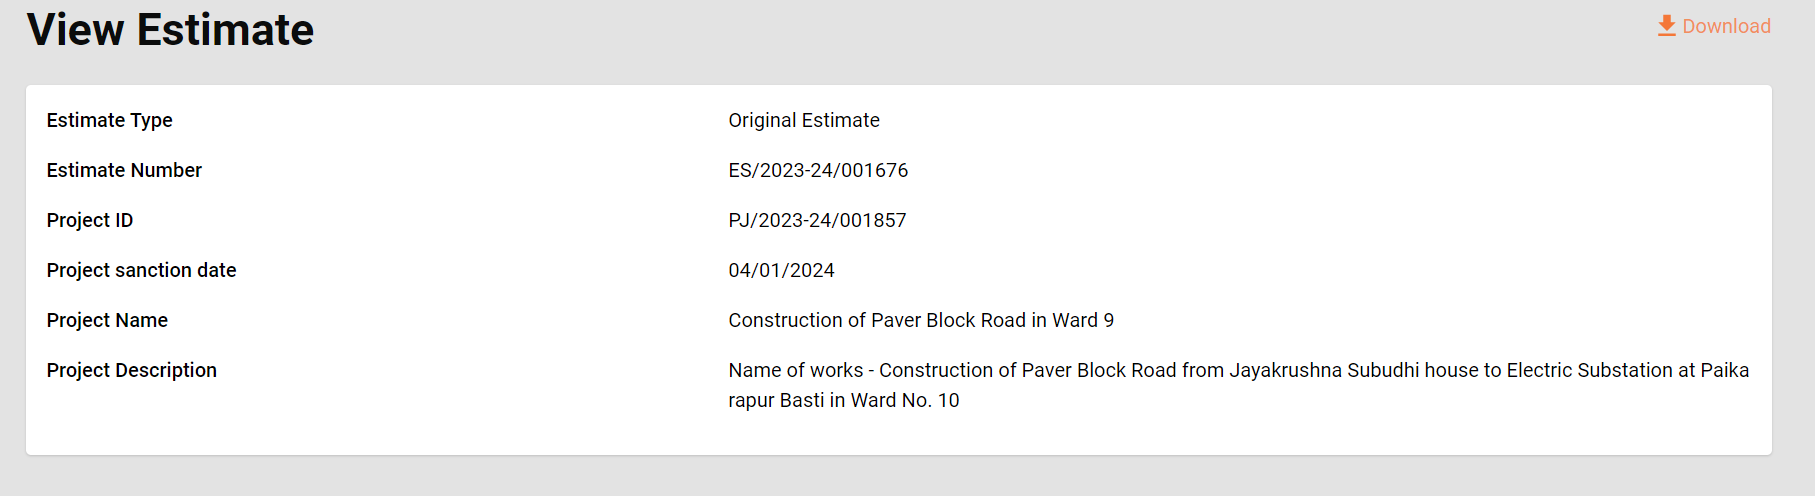 View Estimate
Download
Estimate Type Original Estimate
Estimate Number ES/2023-24/001676
Project ID PJ/2023-24/001857
Project sanction date 04/01/2024
Project Name Construction of Paver Block Road in Ward 9
Project Description Name of works - Construction of Paver Block Road from Jayakrushna Subudhi house to Electric Substation at Paika
rapur Basti in Ward No. 10